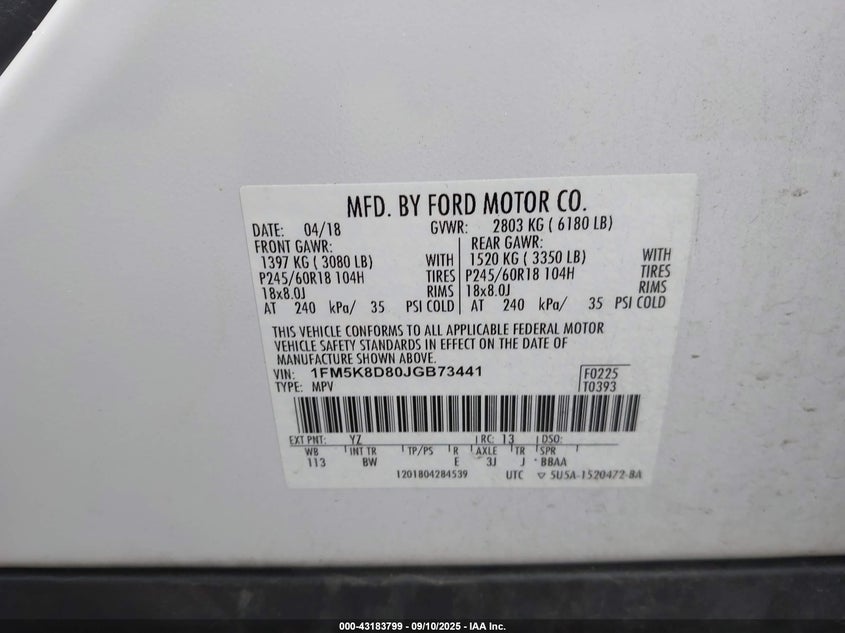 MFD. BY FORD MOTOR CO.
DATE: 04/18 GVWR: 2803 KG ( 6180 LB)
FRONT GAWR: REAR GAWR:
1397 KG ( 3080 LB) WITH 1520 KG ( 3350 LB) WITH
P245/60R18 104H TIRES P245/60R18 104H TIRES
18x8.0J RIMS 18x8.0J RIMS
AT 240 kPa/ 35 PSI COLD AT 240 kPa/ 35 PSI COLD
THIS VEHICLE CONFORMS TO ALL APPLICABLE FEDERAL MOTOR
VEHICLE SAFETY STANDARDS IN EFFECT ON THE DATE OF
MANUFACTURE SHOWN ABOVE.
VIN: 1FM5K8D80JGB73441 F0225
TYPE: MPV T0393
EXT PNT: YZ RC: 13 DSO:
WB INT TR TP/PS R AXLE TR SPR
113 BW E 3J J BBAA
1201804284539 UTC ▽ 5U5A-1520472-BA
000-43183799 - 09/10/2025 - IAA Inc.